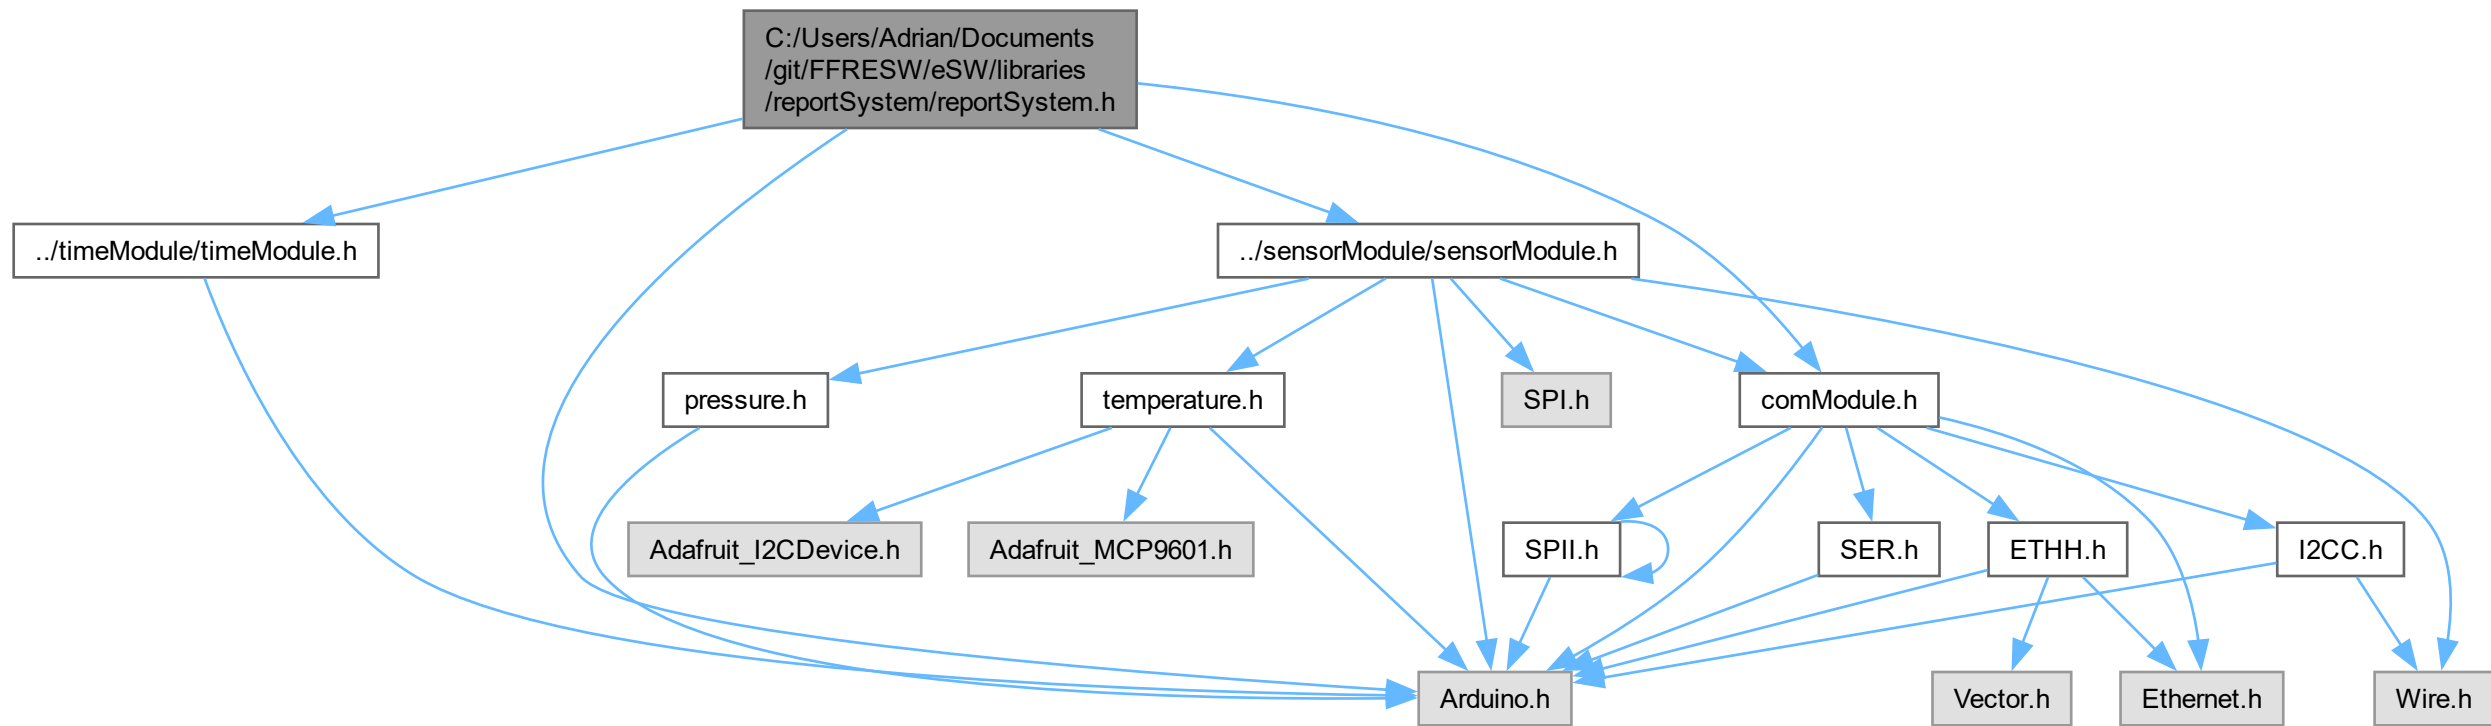 C:/Users/Adrian/Documents
/git/FFRESW/eSW/libraries
/reportSystem/reportSystem.h
../timeModule/timeModule.h
../sensorModule/sensorModule.h
pressure.h
temperature.h
SPI.h
comModule.h
Adafruit_I2CDevice.h
Adafruit_MCP9601.h
SPII.h
SER.h
ETHH.h
I2CC.h
Arduino.h
Vector.h
Ethernet.h
Wire.h